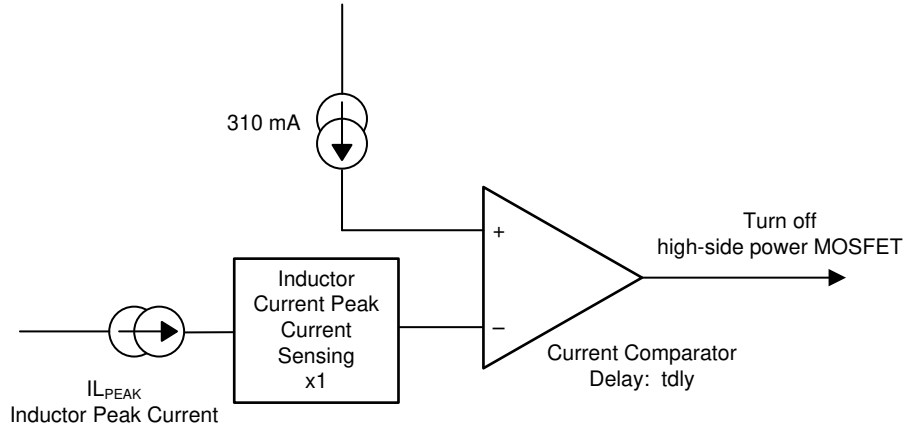 310 mA
+
Turn off
high-side power MOSFET
Inductor
Current Peak
Current
Sensing
x1
–
Current Comparator
Delay: tdly
IL_PEAK
Inductor Peak Current